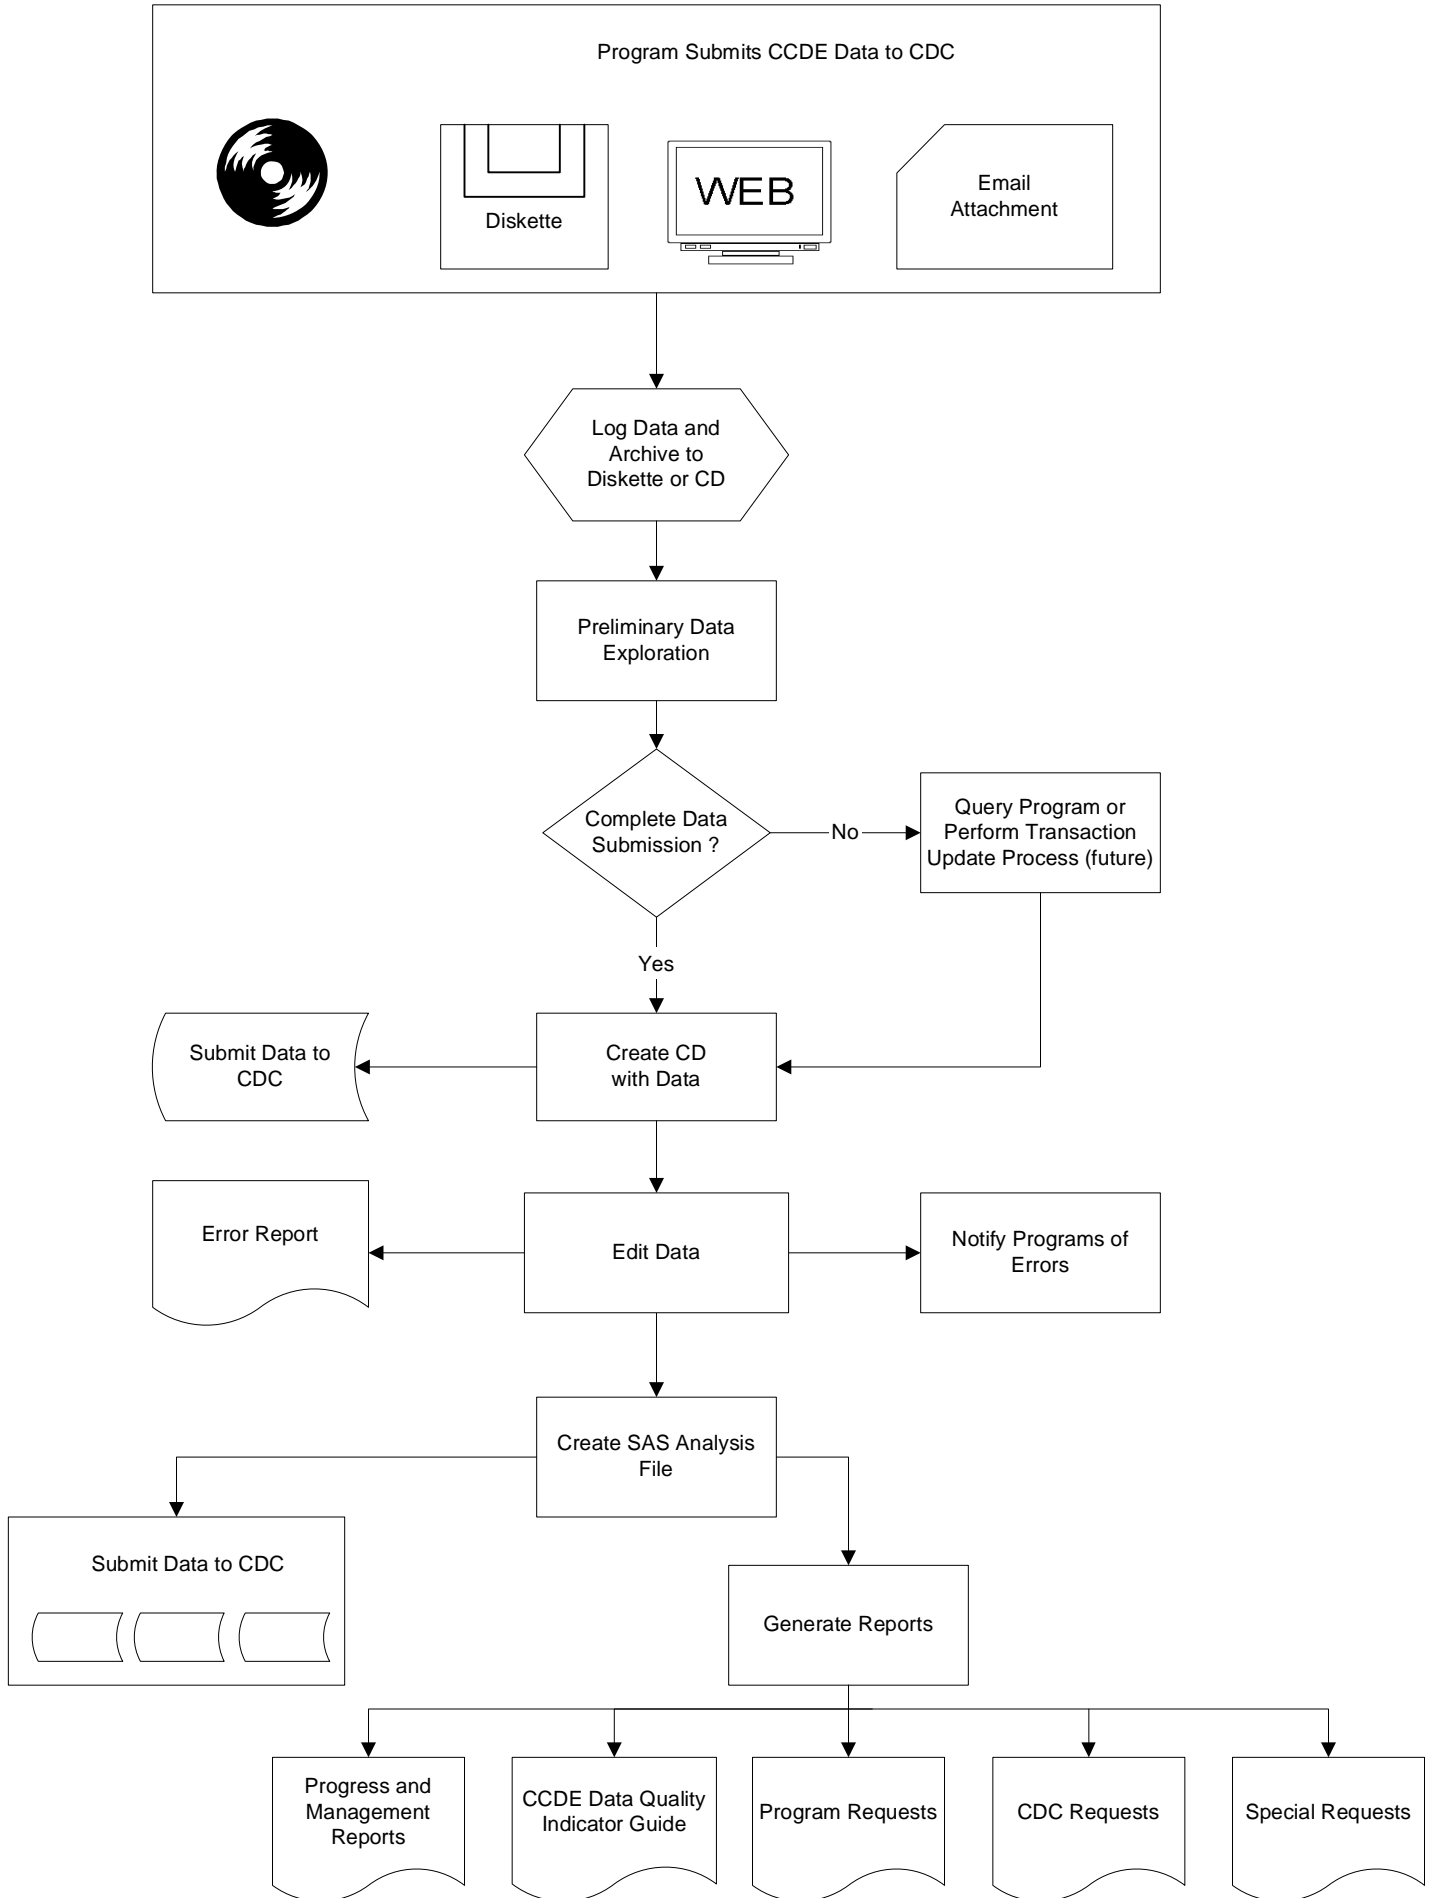 Program Submits CCDE Data to CDC
Diskette
WEB
Email
Attachment
Log Data and
Archive to
Diskette or CD
Preliminary Data
Exploration
Complete Data
Submission ?
No
Query Program or
Perform Transaction
Update Process (future)
Yes
Submit Data to
CDC
Create CD
with Data
Error Report
Edit Data
Notify Programs of
Errors
Create SAS Analysis
File
Submit Data to CDC
Generate Reports
Progress and
Management
Reports
CCDE Data Quality
Indicator Guide
Program Requests
CDC Requests
Special Requests